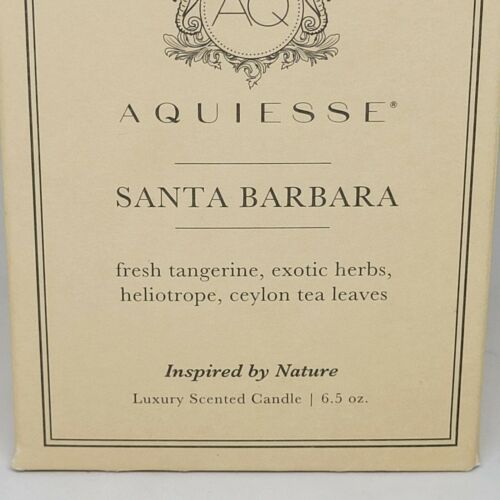 AQ
AQUIESSE®
SANTA BARBARA
fresh tangerine, exotic herbs,
heliotrope, ceylon tea leaves
Inspired by Nature
Luxury Scented Candle | 6.5 oz.